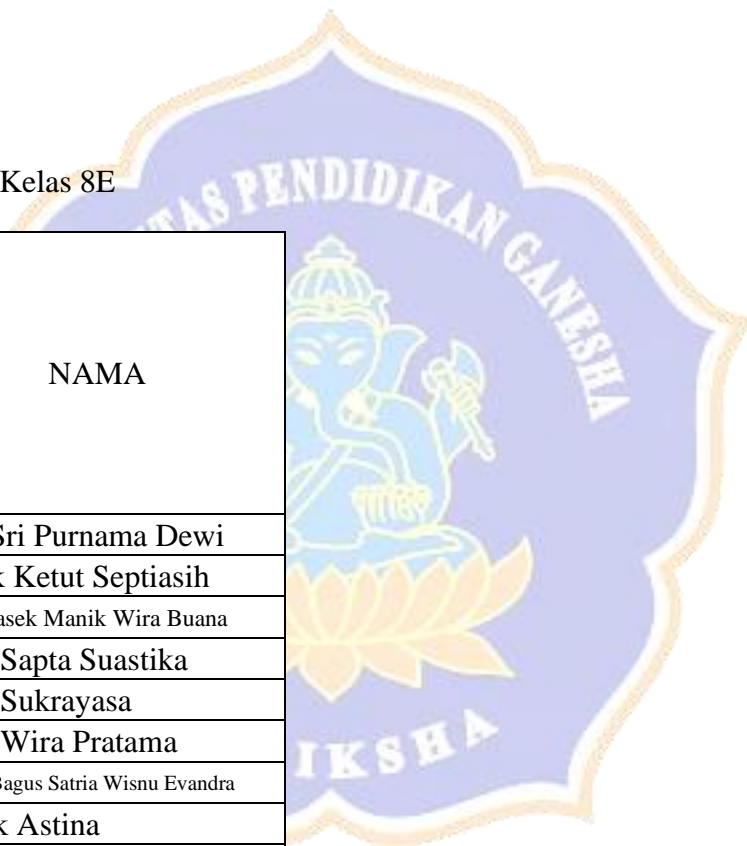 Kelas 8E
TAS PENDIDIKAN GANESHA
NAMA
Sri Purnama Dewi
k Ketut Septiasih
asek Manik Wira Buana
Sapta Suastika
Sukrayasa
Wira Pratama
Bagus Satria Wisnu Evandra
IKSHA
k Astina